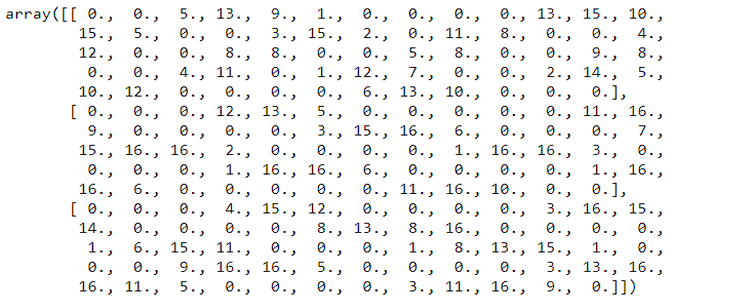 array([[ 0., 0., 5., 13., 9., 1., 0., 0., 0., 0., 13., 15., 10.,
15., 5., 0., 0., 3., 15., 2., 0., 11., 8., 0., 0., 4.,
12., 0., 0., 8., 8., 0., 0., 5., 8., 0., 0., 9., 8.,
0., 0., 4., 11., 0., 1., 12., 7., 0., 0., 2., 14., 5.,
10., 12., 0., 0., 0., 0., 6., 13., 10., 0., 0., 0.],
[ 0., 0., 0., 12., 13., 5., 0., 0., 0., 0., 0., 11., 16.,
9., 0., 0., 0., 0., 3., 15., 16., 6., 0., 0., 0., 7.,
15., 16., 16., 2., 0., 0., 0., 0., 1., 16., 16., 3., 0.,
0., 0., 0., 1., 16., 16., 6., 0., 0., 0., 0., 1., 16.,
16., 6., 0., 0., 0., 0., 0., 11., 16., 10., 0., 0.],
[ 0., 0., 0., 4., 15., 12., 0., 0., 0., 0., 3., 16., 15.,
14., 0., 0., 0., 0., 8., 13., 8., 16., 0., 0., 0., 0.,
1., 6., 15., 11., 0., 0., 0., 1., 8., 13., 15., 1., 0.,
0., 0., 9., 16., 16., 5., 0., 0., 0., 0., 3., 13., 16.,
16., 11., 5., 0., 0., 0., 0., 3., 11., 16., 9., 0.]])